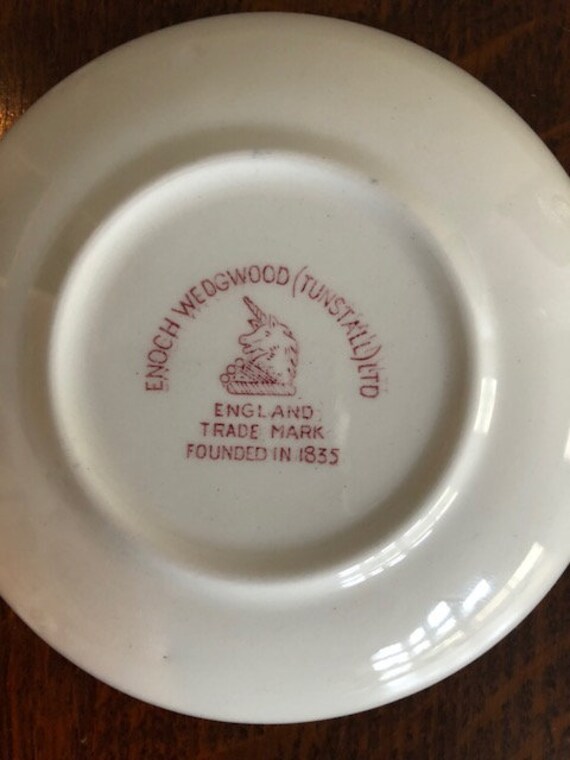 ENOCH WEDGWOOD (TUNSTALL) LTD
ENGLAND
TRADE MARK
FOUNDED IN 1835